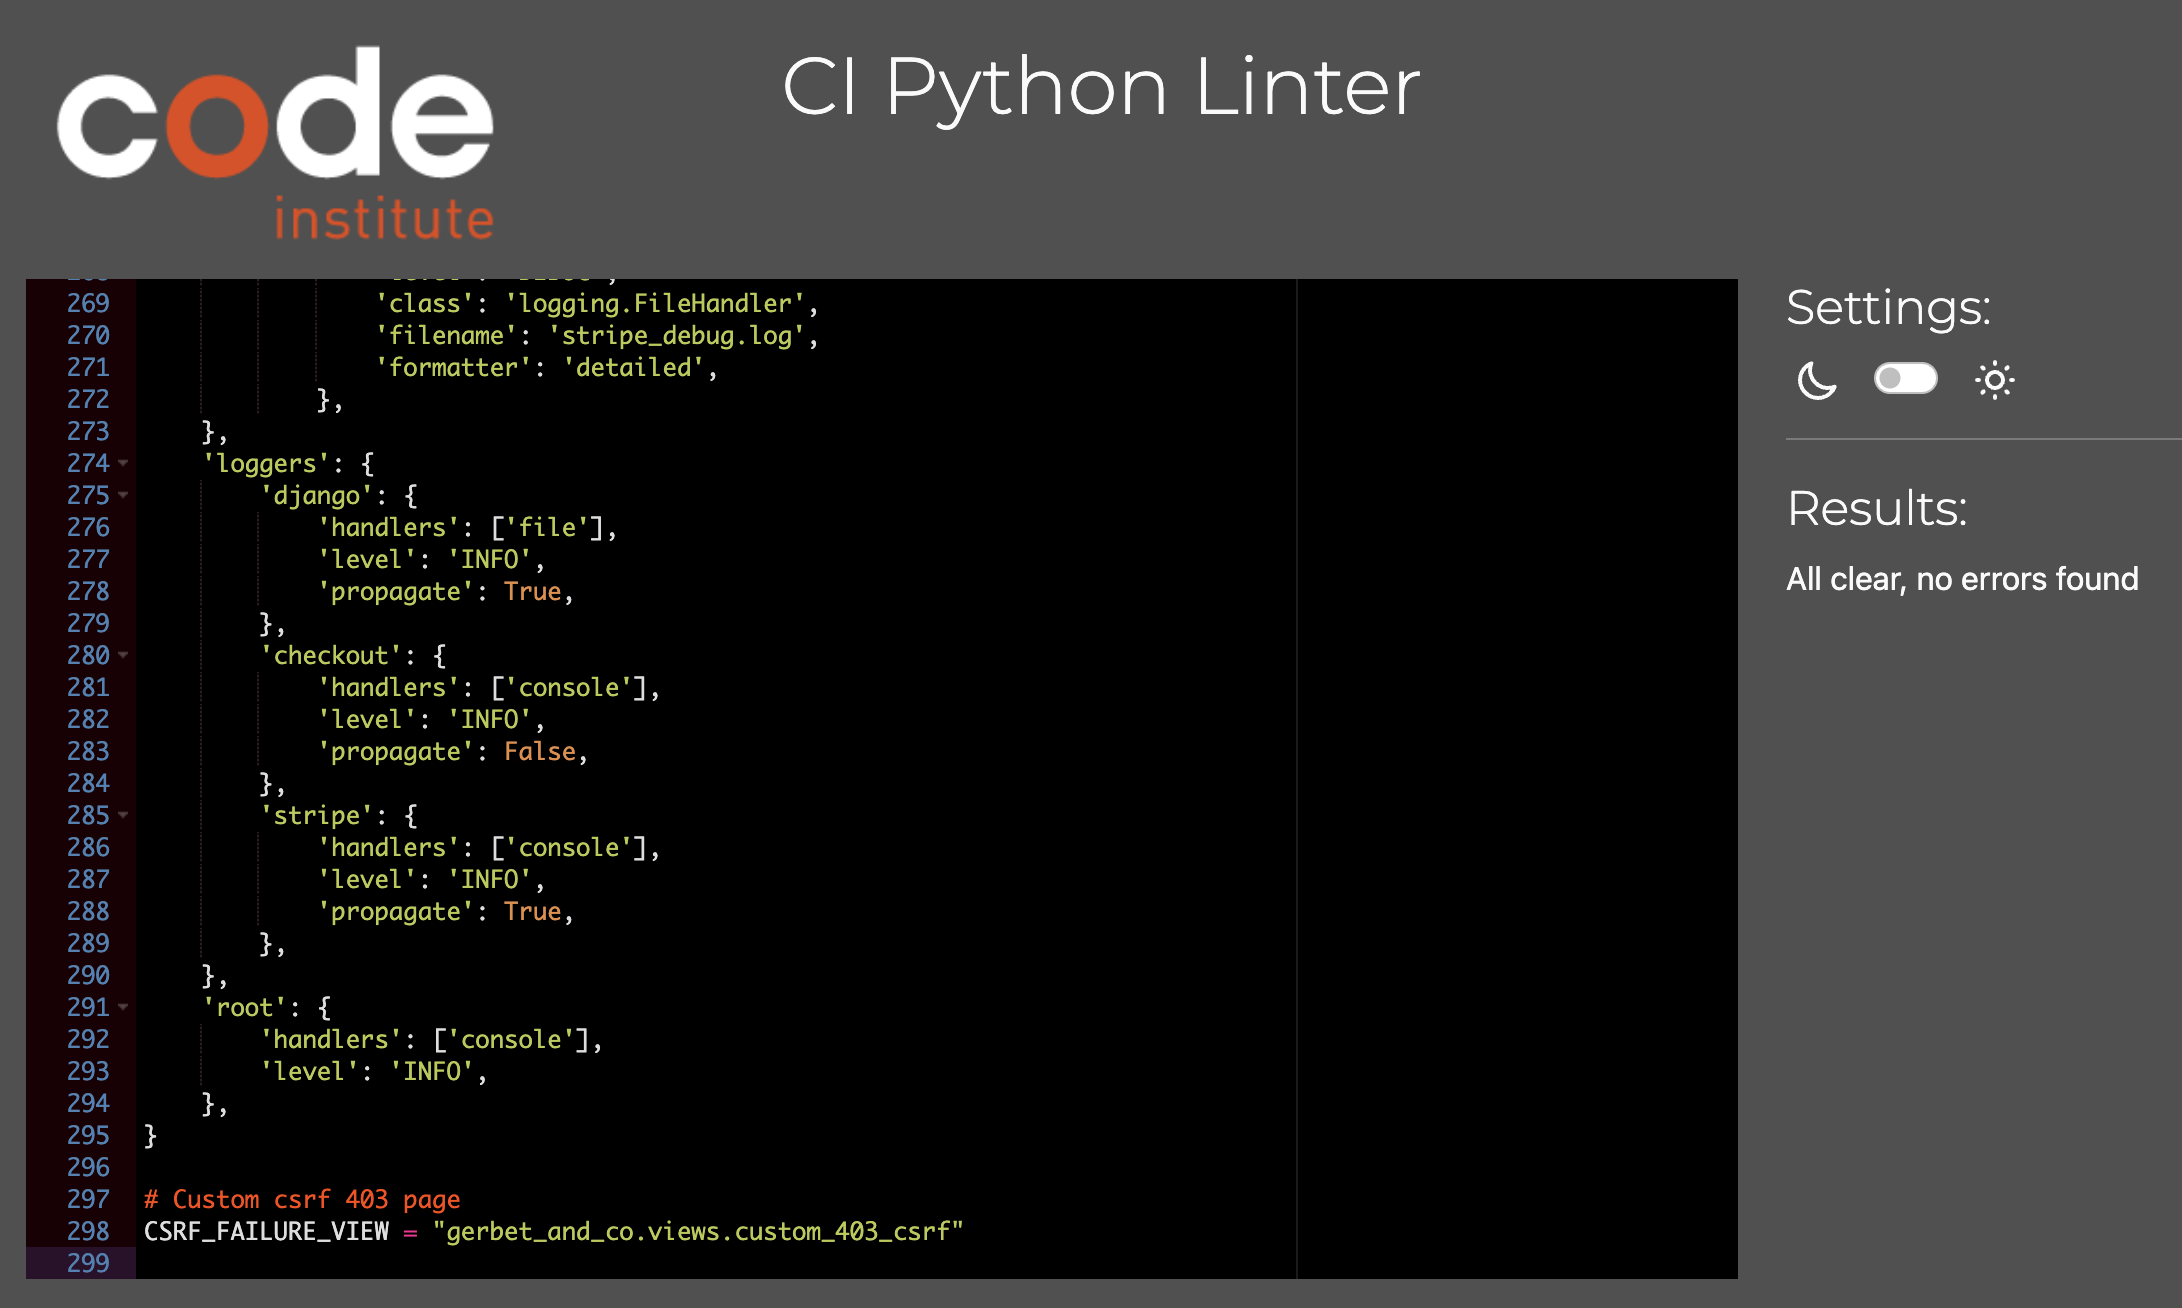 code
institute
CI Python Linter
269 'class': 'logging.FileHandler',
270 'filename': 'stripe_debug.log',
271 'formatter': 'detailed',
272 },
273 },
274 'loggers': {
275 'django': {
276 'handlers': ['file'],
277 'level': 'INFO',
278 'propagate': True,
279 },
280 'checkout': {
281 'handlers': ['console'],
282 'level': 'INFO',
283 'propagate': False,
284 },
285 'stripe': {
286 'handlers': ['console'],
287 'level': 'INFO',
288 'propagate': True,
289 },
290 },
291 'root': {
292 'handlers': ['console'],
293 'level': 'INFO',
294 },
295 }
296
297 # Custom csrf 403 page
298 CSRF_FAILURE_VIEW = "gerbet_and_co.views.custom_403_csrf"
299
Settings:
Results:
All clear, no errors found